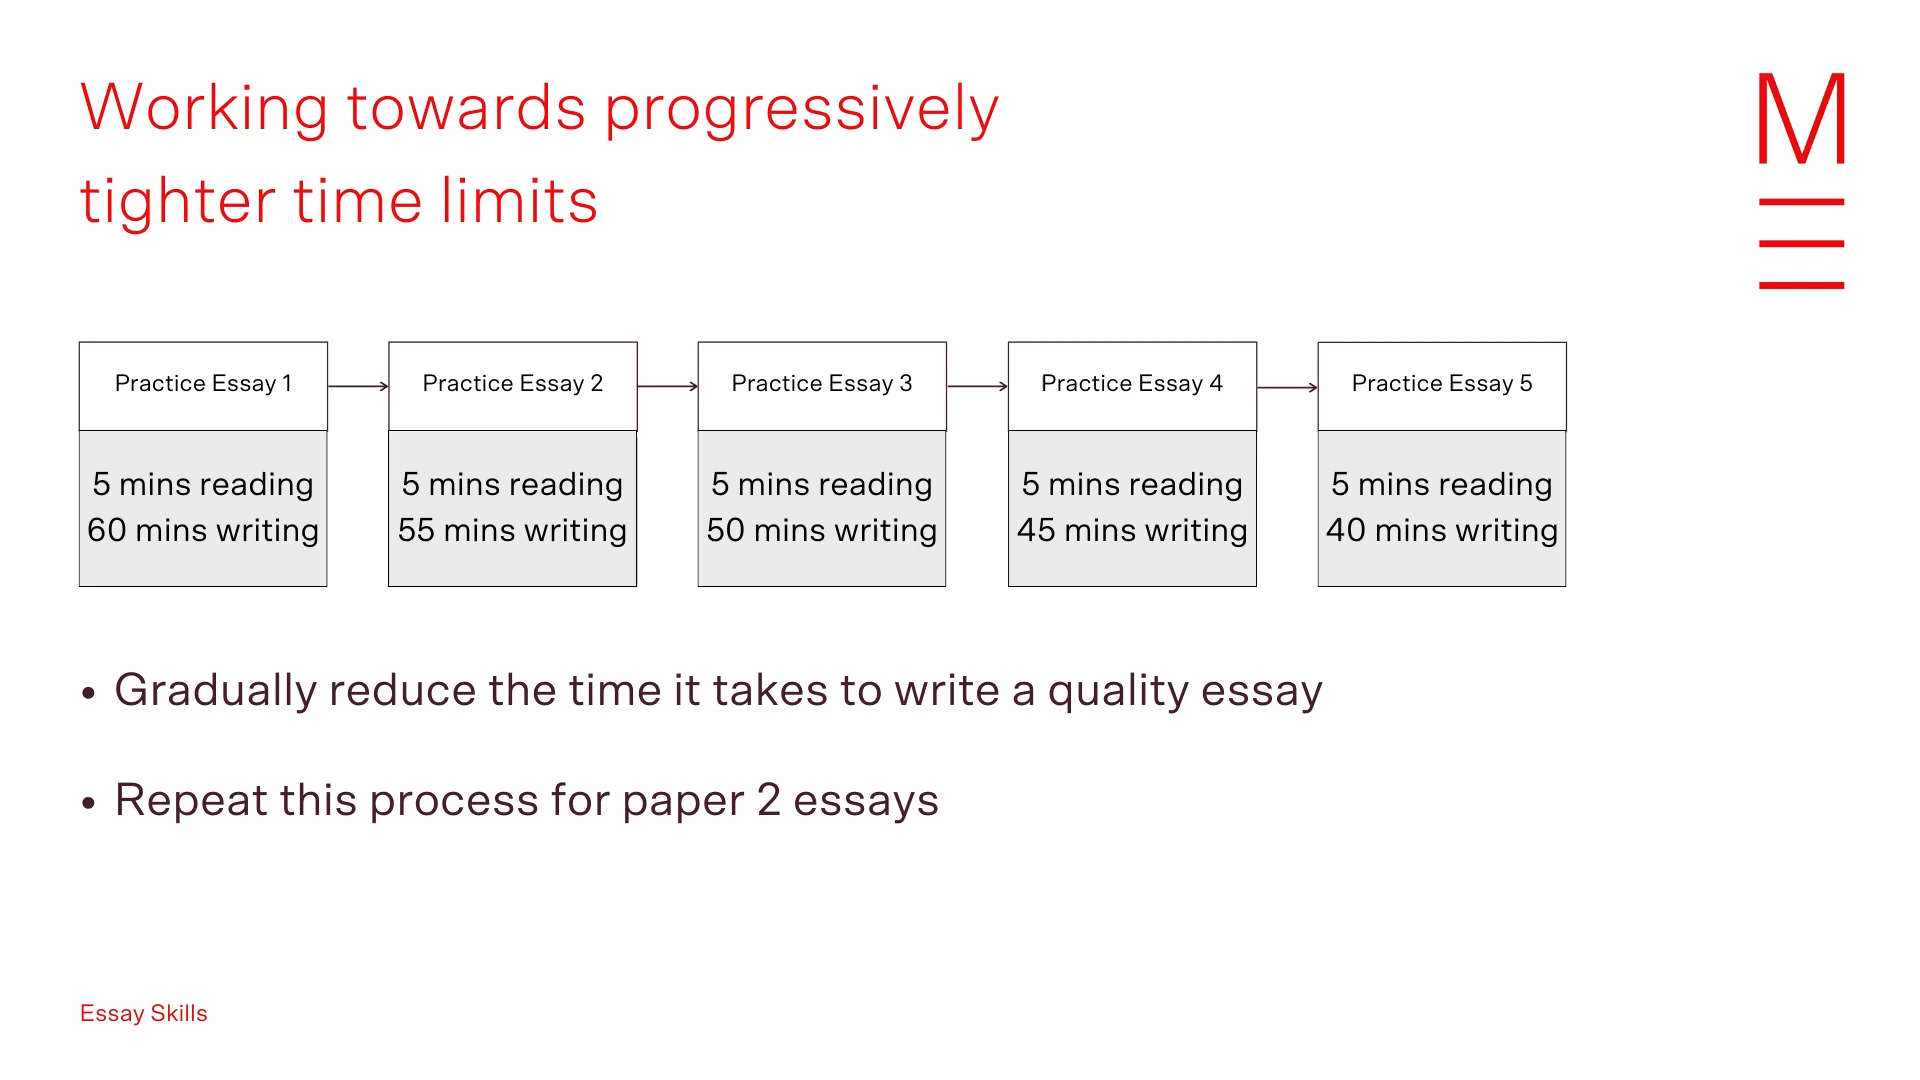 Working towards progressively
tighter time limits
M
Practice Essay 1
Practice Essay 2
Practice Essay 3
Practice Essay 4
Practice Essay 5
5 mins reading
60 mins writing
5 mins reading
55 mins writing
5 mins reading
50 mins writing
5 mins reading
45 mins writing
5 mins reading
40 mins writing
• Gradually reduce the time it takes to write a quality essay
• Repeat this process for paper 2 essays
Essay Skills